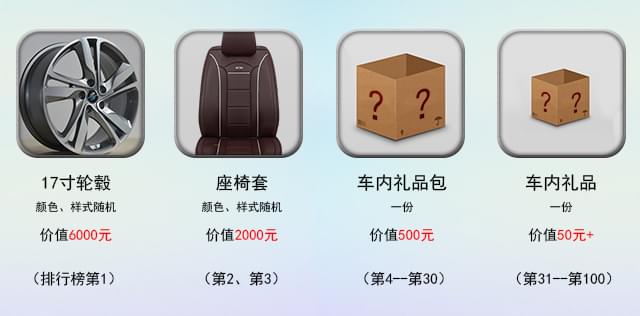 17寸轮毂
颜色、样式随机
价值6000元
（排行榜第1）
座椅套
颜色、样式随机
价值2000元
（第2、第3）
? ?
车内礼品包
一份
价值500元
（第4--第30）
? ?
车内礼品
一份
价值50元+
（第31--第100）